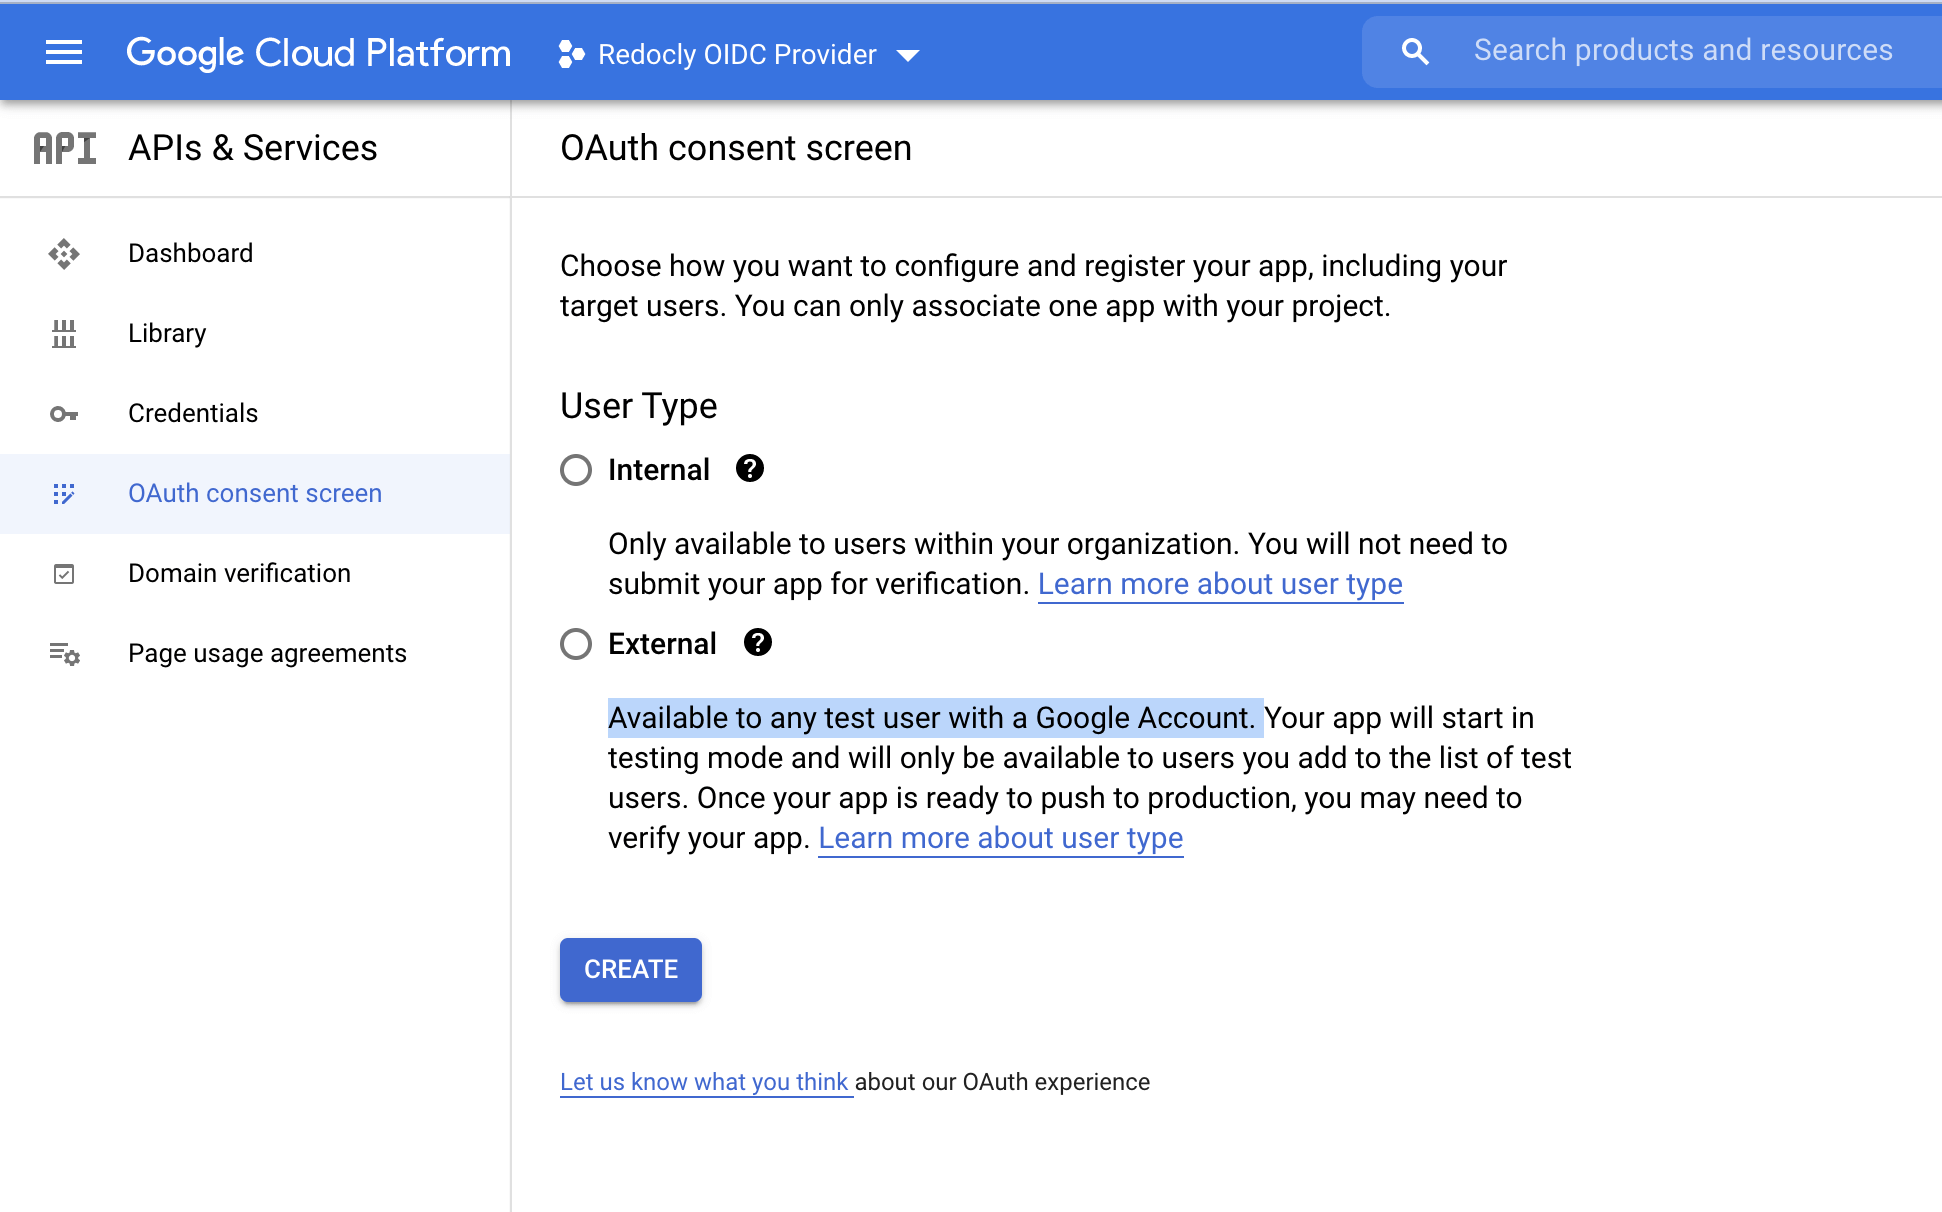 Google Cloud Platform
Redocly OIDC Provider
Search products and resources
API
APIs & Services
OAuth consent screen
Dashboard
Library
Credentials
OAuth consent screen
Domain verification
Page usage agreements
Choose how you want to configure and register your app, including your
target users. You can only associate one app with your project.
User Type
Internal
Only available to users within your organization. You will not need to
submit your app for verification. Learn more about user type
External
Available to any test user with a Google Account. Your app will start in
testing mode and will only be available to users you add to the list of test
users. Once your app is ready to push to production, you may need to
verify your app. Learn more about user type
CREATE
Let us know what you think about our OAuth experience